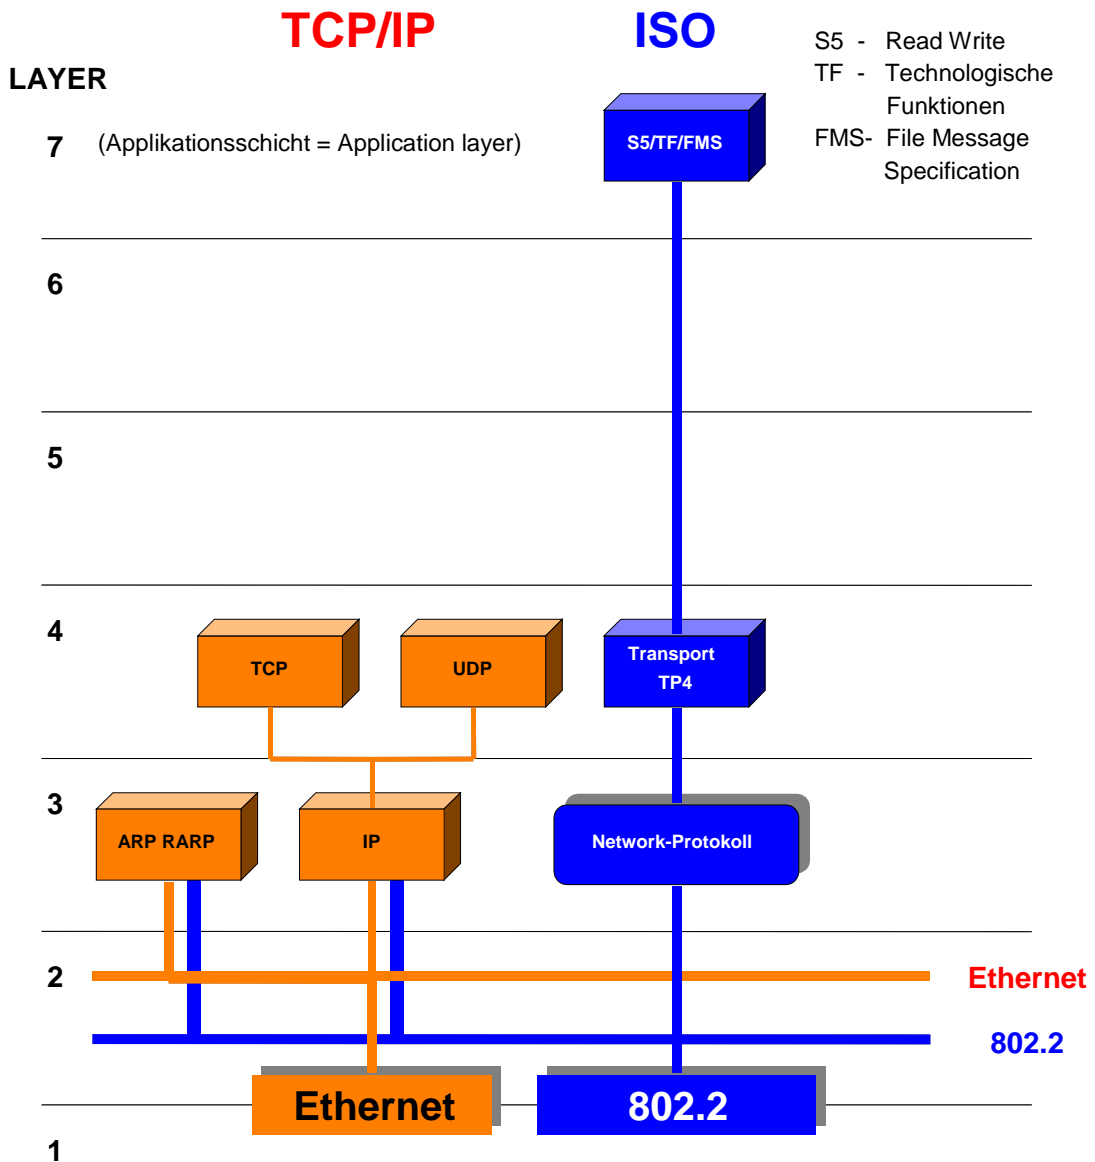 TCP/IP
ISO
S5 - Read Write
TF - Technologische
Funktionen
FMS- File Message
Specification
LAYER
7 (Applikationsschicht = Application layer)
S5/TF/FMS
6
5
4
TCP
UDP
Transport
TP4
3
ARP RARP
IP
Network-Protokoll
2
Ethernet
802.2
Ethernet
802.2
1